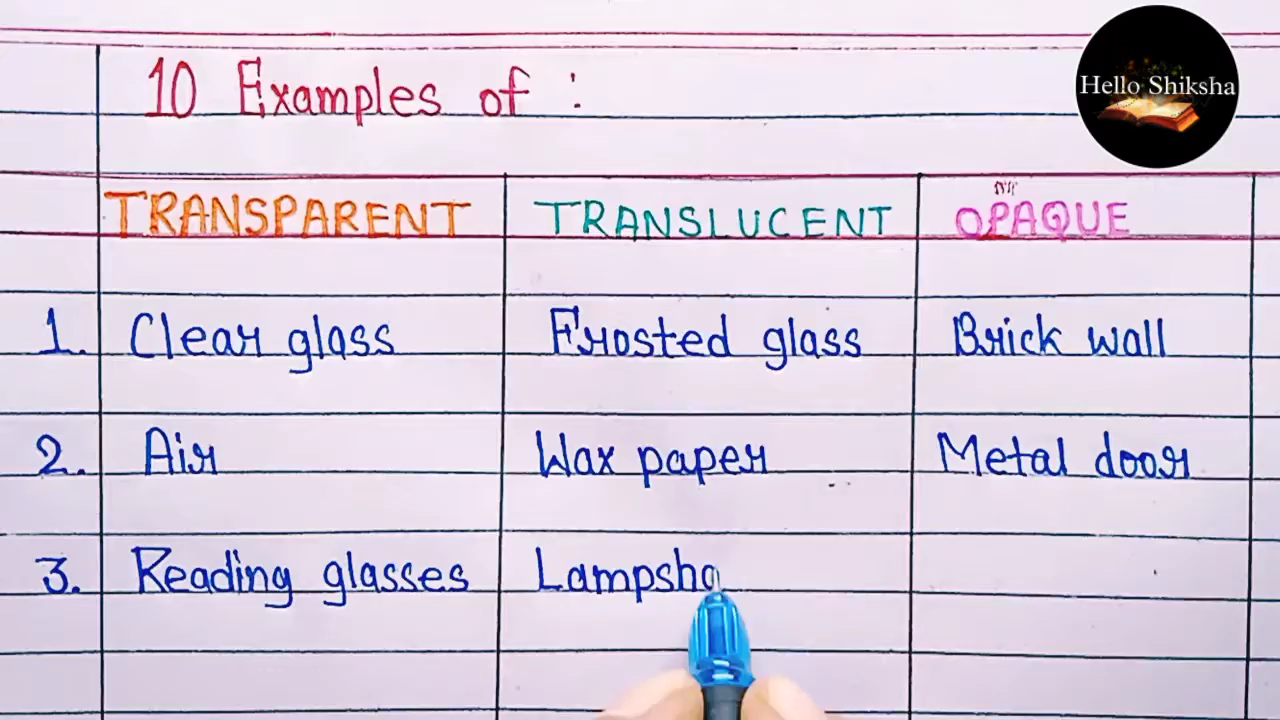 10 Examples of :
Hello Shiksha
TRANSPARENT TRANSLUCENT OPAQUE
1. Clear glass Frosted glass Brick wall
2. Air Wax paper Metal door
3. Reading glasses Lampsha